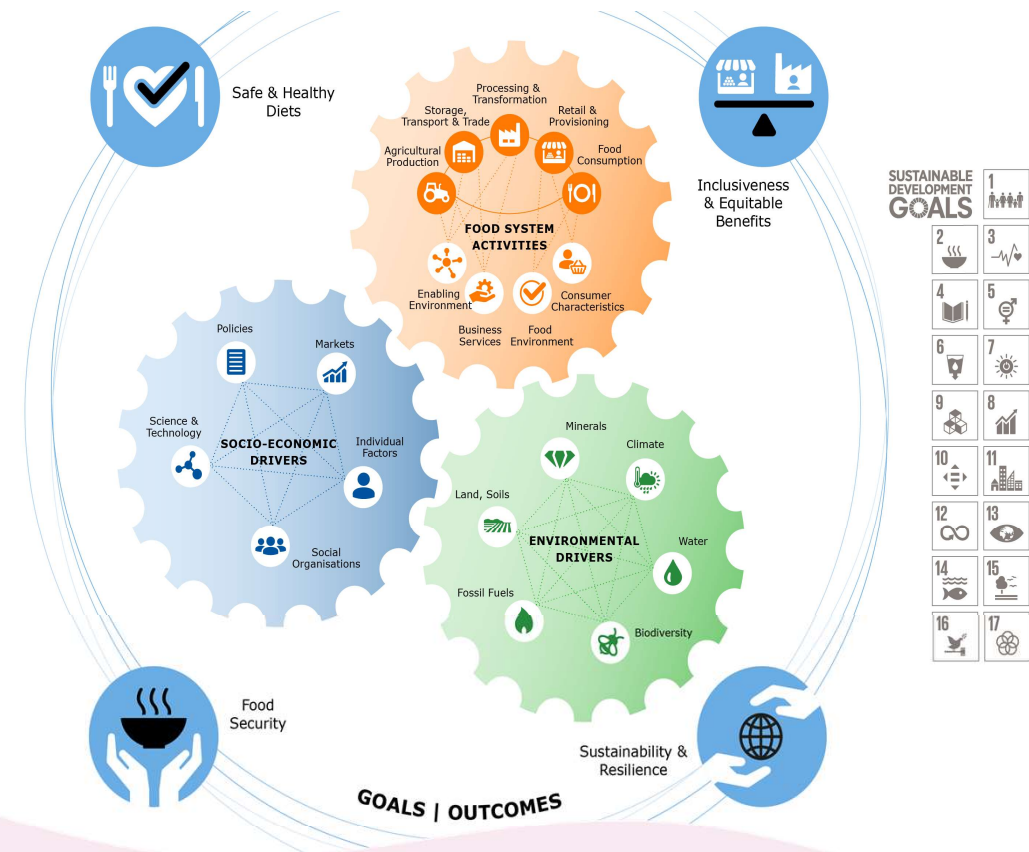 Safe & Healthy
Diets
Processing &
Transformation
Storage,
Transport & Trade
Retail &
Provisioning
Agricultural
Production
Food
Consumption
FOOD SYSTEM
ACTIVITIES
Enabling
Environment
Business
Services
Food
Environment
Consumer
Characteristics
Inclusiveness
& Equitable
Benefits
Policies
Markets
Science &
Technology
SOCIO-ECONOMIC
DRIVERS
Individual
Factors
Social
Organisations
Minerals
Climate
Land, Soils
ENVIRONMENTAL
DRIVERS
Water
Fossil Fuels
Biodiversity
Food
Security
Sustainability &
Resilience
GOALS | OUTCOMES
SUSTAINABLE
DEVELOPMENT
GOALS
1
2
3
4
5
6
7
9
8
10
11
12
13
14
15
16
17